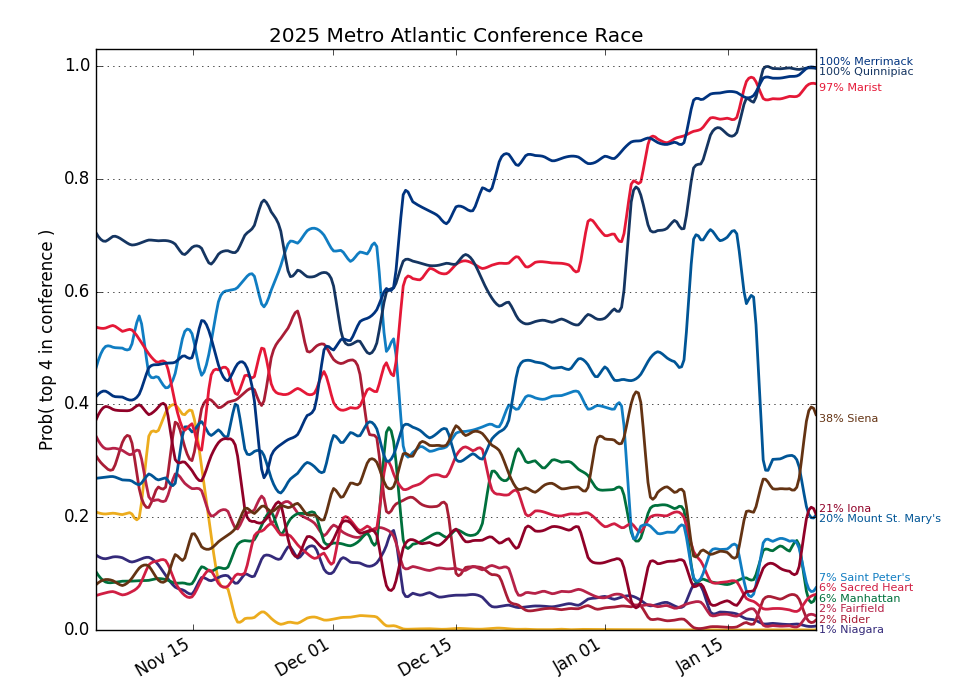 2025 Metro Atlantic Conference Race
Prob( top 4 in conference )
1.0
0.8
0.6
0.4
0.2
0.0
Nov 15
Dec 01
Dec 15
Jan 01
Jan 15
100% Merrimack
100% Quinnipiac
97% Marist
38% Siena
21% Iona
20% Mount St. Mary's
7% Saint Peter's
6% Sacred Heart
6% Manhattan
2% Fairfield
2% Rider
1% Niagara